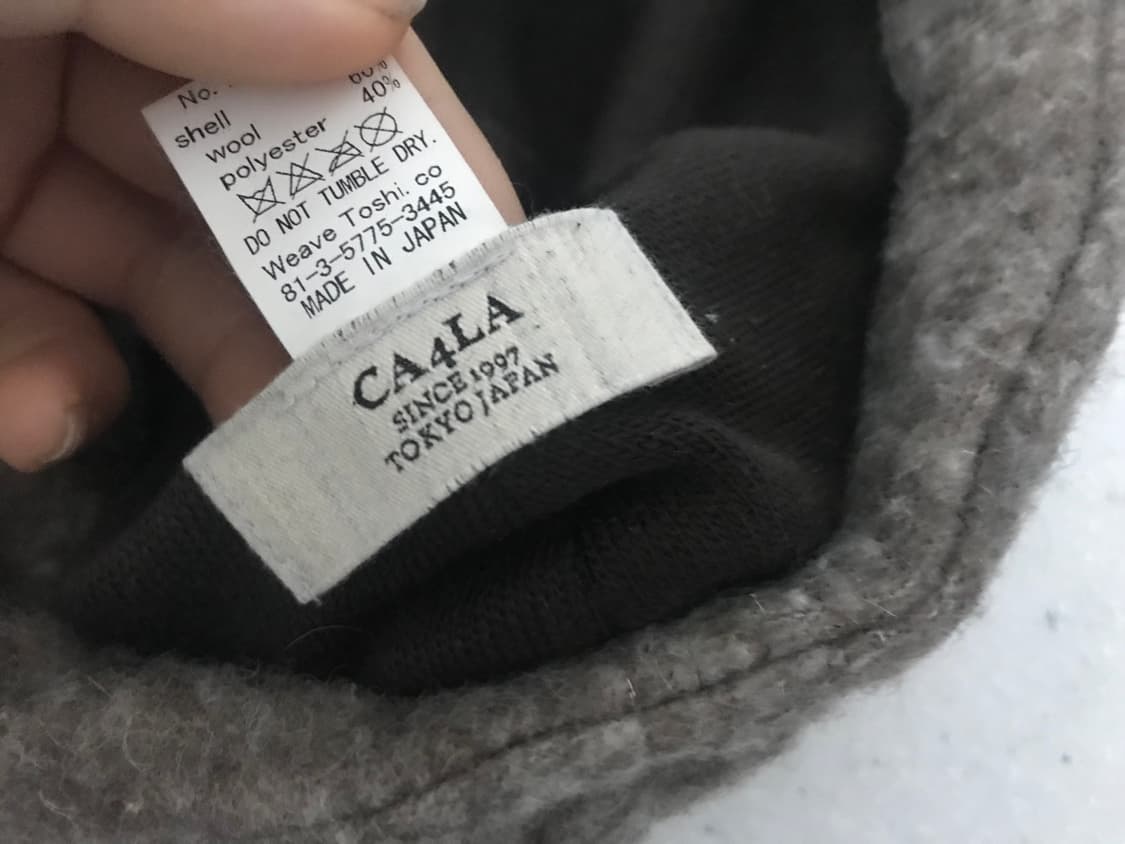 No.
shell
wool 60%
polyester 40%
DO NOT TUMBLE DRY.
Weave Toshi. co
81-3-5775-3445
MADE IN JAPAN
CA4LA
SINCE 1997
TOKYO JAPAN